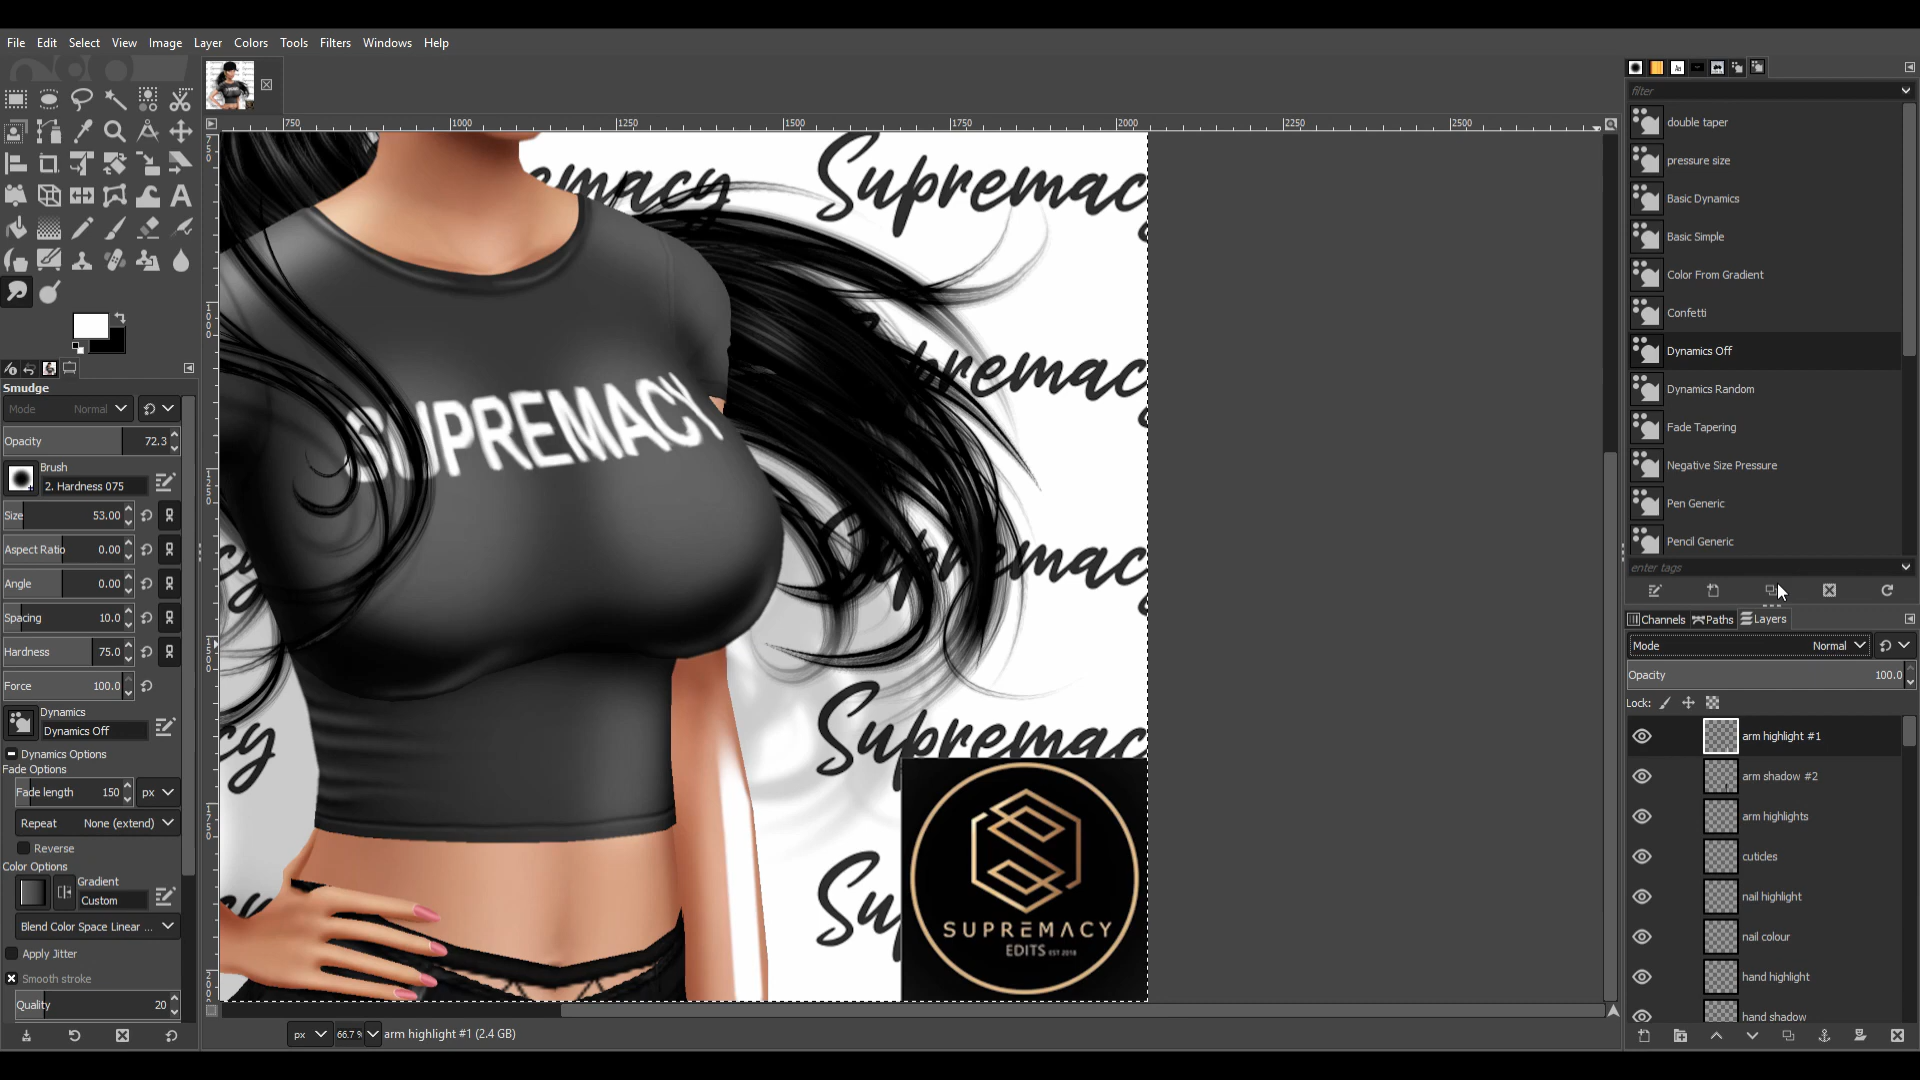 File Edit Select View Image Layer Colors Tools Filters Windows Help
750 1000 1250 1500 1750 2000 2250 2500
Smudge
Mode Normal
Opacity 72.3
Brush
2. Hardness 075
Size 53.00
Aspect Ratio 0.00
Angle 0.00
Spacing 10.0
Hardness 75.0
Force 100.0
Dynamics
Dynamics Off
Dynamics Options
Fade Options
Fade length 150 px
Repeat None (extend)
Reverse
Color Options
Gradient
Custom
Blend Color Space Linear ...
Apply Jitter
Smooth stroke
Quality 20
Supremacy
SUPREMACY
SUPREMACY
EDITS EST 2018
px 66.7 % arm highlight #1 (2.4 GB)
filter
double taper
pressure size
Basic Dynamics
Basic Simple
Color From Gradient
Confetti
Dynamics Off
Dynamics Random
Fade Tapering
Negative Size Pressure
Pen Generic
Pencil Generic
enter tags
Channels Paths Layers
Mode Normal
Opacity 100.0
Lock:
arm highlight #1
arm shadow #2
arm highlights
cuticles
nail highlight
nail colour
hand highlight
hand shadow